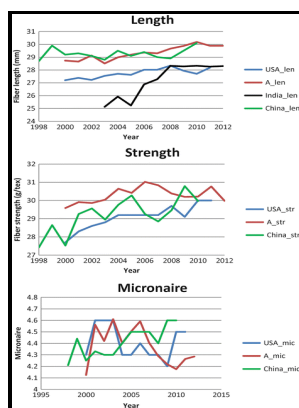 Length
Fiber length (mm)
31
30
29
28
27
26
25
24
1998 2000 2002 2004 2006 2008 2010 2012
Year
USA_len
A_len
India_len
China_len
Strength
Fiber strength (g/tex)
32
31
30
29
28
27
1998 2000 2002 2004 2006 2008 2010 2012
Year
USA_str
A_str
China_str
Micronaire
Micronaire
4.8
4.7
4.6
4.5
4.4
4.3
4.2
4.1
4
1995 2000 2005 2010 2015
Year
USA_mic
A_mic
China_mic